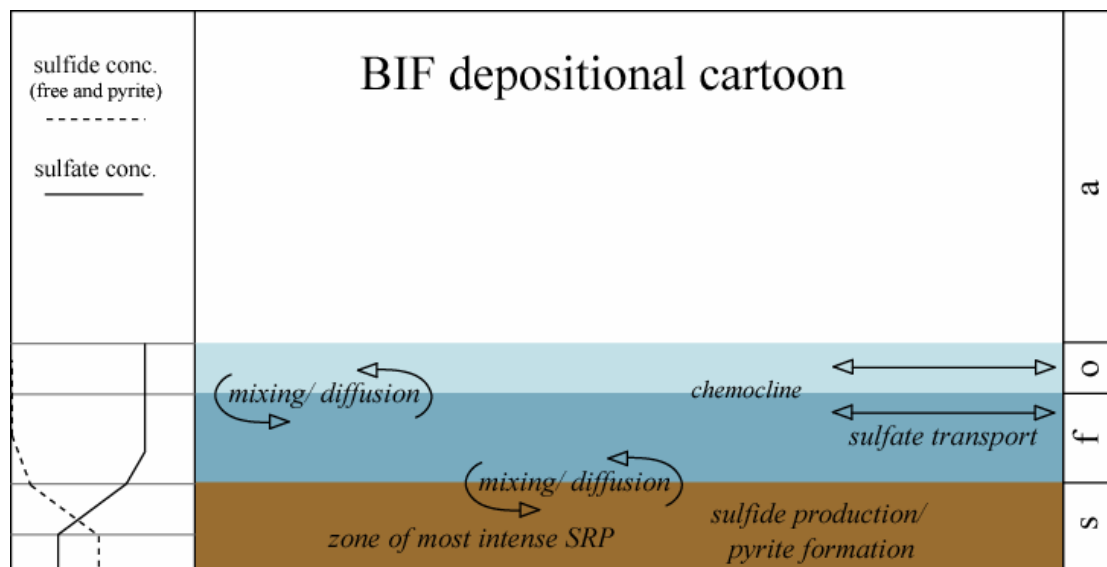 sulfide conc.
(free and pyrite)
sulfate conc.
BIF depositional cartoon
a
mixing/ diffusion
chemocline
o
sulfate transport
f
mixing/ diffusion
zone of most intense SRP
sulfide production/
pyrite formation
s